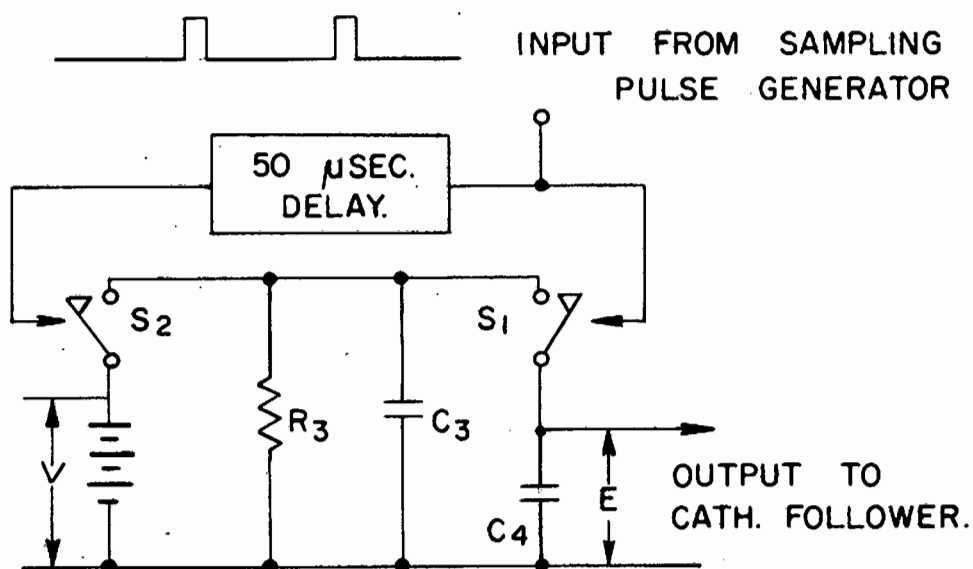 INPUT FROM SAMPLING
PULSE GENERATOR
50 μSEC.
DELAY.
S2
S1
R3
C3
V
E
C4
OUTPUT TO
CATH. FOLLOWER.